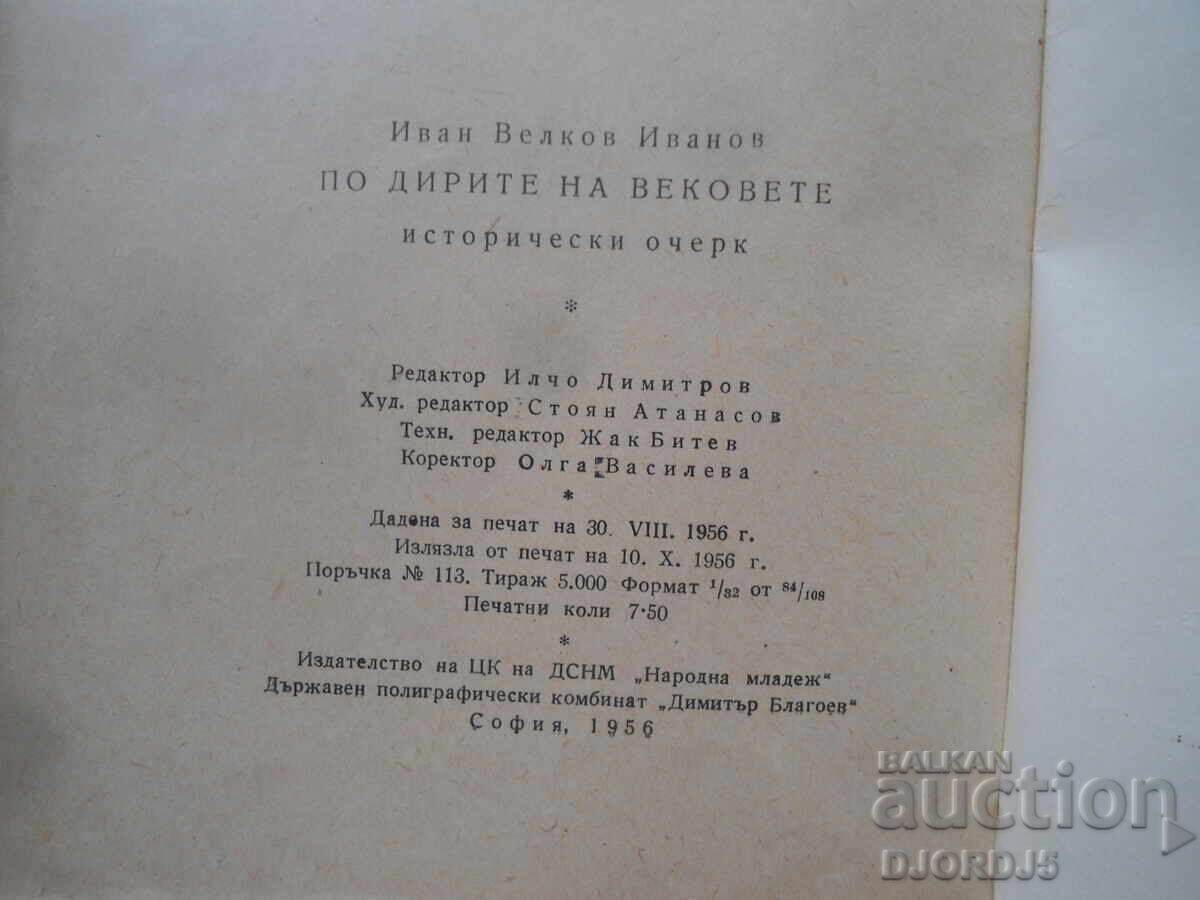 Иван Велков Иванов
ПО ДИРИТЕ НА ВЕКОВЕТЕ
исторически очерк
*
Редактор Илчо Димитров
Худ. редактор Стоян Атанасов
Техн. редактор Жак Битев
Коректор Олга Василева
*
Дадена за печат на 30. VIII. 1956 г.
Излязла от печат на 10. X. 1956 г.
Поръчка № 113. Тираж 5.000 Формат 1/32 от 84/108
Печатни коли 7·50
*
Издателство на ЦК на ДСНМ „Народна младеж“
Държавен полиграфически комбинат „Димитър Благоев“
София, 1956
BALKAN
auction
DJORDJ5